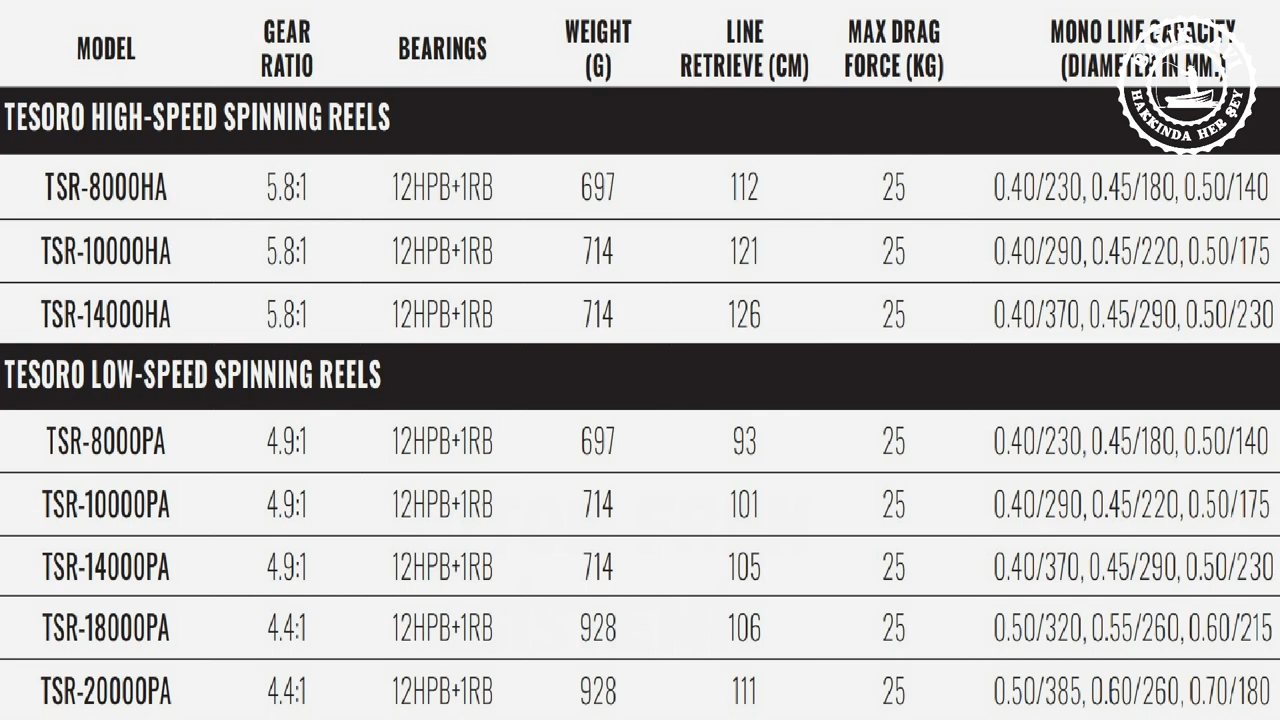 MODEL GEAR RATIO BEARINGS WEIGHT (G) LINE RETRIEVE (CM) MAX DRAG FORCE (KG) MONO LINE CAPACITY (DIAMETER IN MM.)
HAKKINDA HER ŞEY
TESORO HIGH-SPEED SPINNING REELS
TSR-8000HA 5.8:1 12HPB+1RB 697 112 25 0.40/230, 0.45/180, 0.50/140
TSR-10000HA 5.8:1 12HPB+1RB 714 121 25 0.40/290, 0.45/220, 0.50/175
TSR-14000HA 5.8:1 12HPB+1RB 714 126 25 0.40/370, 0.45/290, 0.50/230
TESORO LOW-SPEED SPINNING REELS
TSR-8000PA 4.9:1 12HPB+1RB 697 93 25 0.40/230, 0.45/180, 0.50/140
TSR-10000PA 4.9:1 12HPB+1RB 714 101 25 0.40/290, 0.45/220, 0.50/175
TSR-14000PA 4.9:1 12HPB+1RB 714 105 25 0.40/370, 0.45/290, 0.50/230
TSR-18000PA 4.4:1 12HPB+1RB 928 106 25 0.50/320, 0.55/260, 0.60/215
TSR-20000PA 4.4:1 12HPB+1RB 928 111 25 0.50/385, 0.60/260, 0.70/180